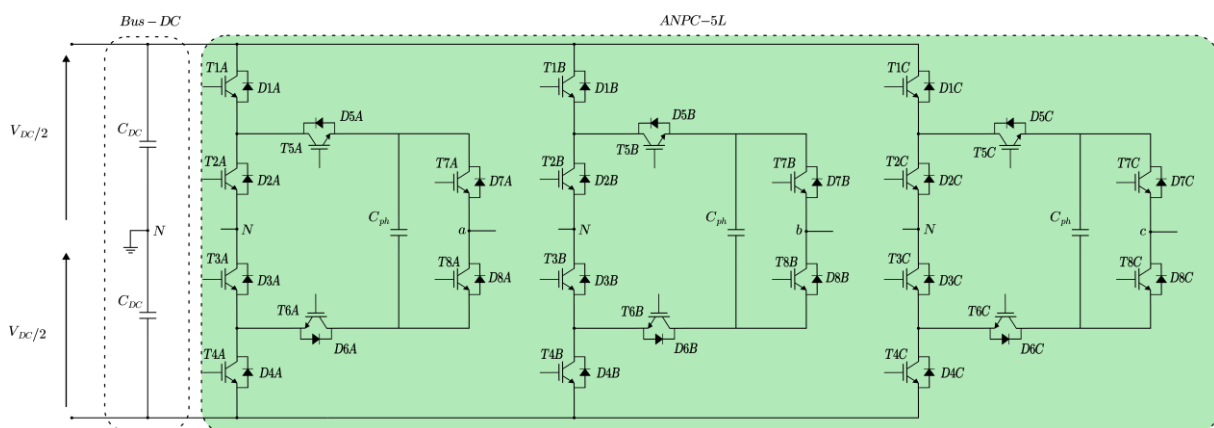 Bus−DC
ANPC−5L
T1A
D1A
T1B
D1B
T1C
D1C
V_DC/2
C_DC
D5A
D5B
D5C
T5A
T5B
T5C
T2A
D2A
T7A
D7A
T2B
D2B
T7B
D7B
T2C
D2C
T7C
D7C
N
N
C_ph
a
N
C_ph
b
N
C_ph
c
T3A
D3A
T8A
D8A
T3B
D3B
T8B
D8B
T3C
D3C
T8C
D8C
C_DC
T6A
T6B
T6C
V_DC/2
D6A
D6B
D6C
T4A
D4A
T4B
D4B
T4C
D4C